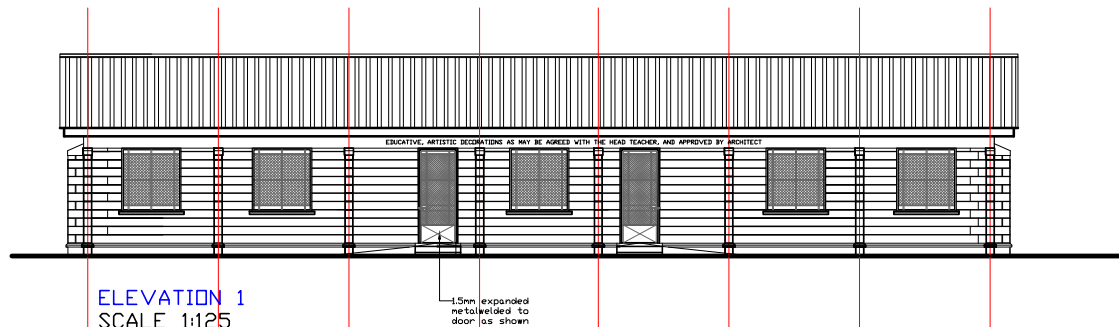 EDUCATIVE, ARTISTIC DECORATIONS AS MAY BE AGREED WITH THE HEAD TEACHER, AND APPROVED BY ARCHITECT
ELEVATION 1
SCALE 1:125
1.5mm expanded
metalwelded to
door as shown